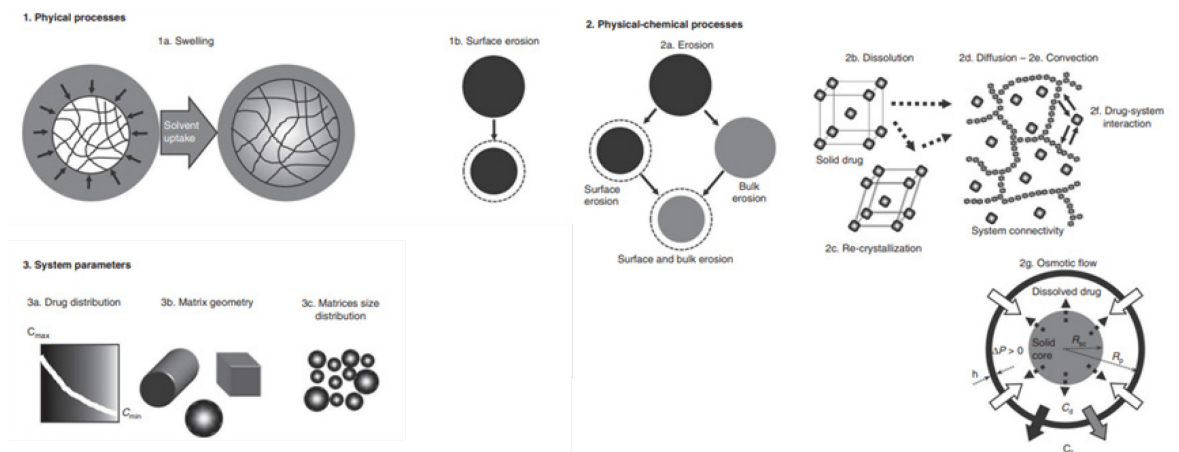 1. Phyical processes
1a. Swelling
Solvent
uptake
1b. Surface erosion
2. Physical-chemical processes
2a. Erosion
Surface
erosion
Bulk
erosion
Surface and bulk erosion
2b. Dissolution
Solid drug
2c. Re-crystallization
2d. Diffusion – 2e. Convection
2f. Drug-system
interaction
System connectivity
2g. Osmotic flow
Dissolved drug
Solid
core
Rsc
Rp
ΔP > 0
h
Cd
3. System parameters
3a. Drug distribution
Cmax
Cmin
3b. Matrix geometry
3c. Matrices size
distribution